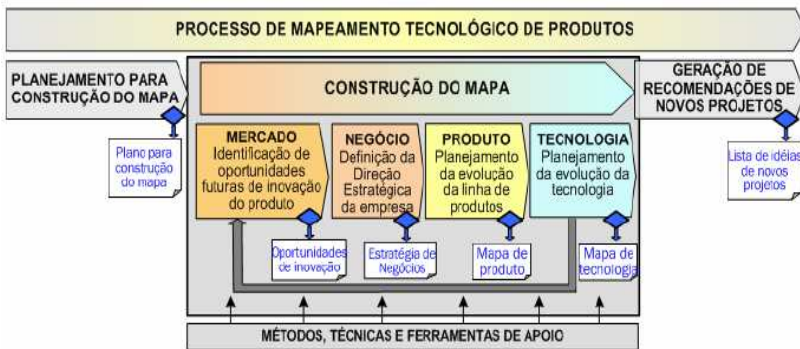 PROCESSO DE MAPEAMENTO TECNOLÓGICO DE PRODUTOS
PLANEJAMENTO PARA
CONSTRUÇÃO DO MAPA
CONSTRUÇÃO DO MAPA
GERAÇÃO DE
RECOMENDAÇÕES DE
NOVOS PROJETOS
Plano para
construção
do mapa
MERCADO
Identificação de
oportunidades
futuras de inovação
do produto
NEGÓCIO
Definição da
Direção
Estratégica
da empresa
PRODUTO
Planejamento
da evolução
da linha de
produtos
TECNOLOGIA
Planejamento
da evolução da
tecnologia
Lista de idéias
de novos
projetos
Oportunidades
de inovação
Estratégia de
Negócios
Mapa de
produto
Mapa de
tecnologia
MÉTODOS, TÉCNICAS E FERRAMENTAS DE APOIO